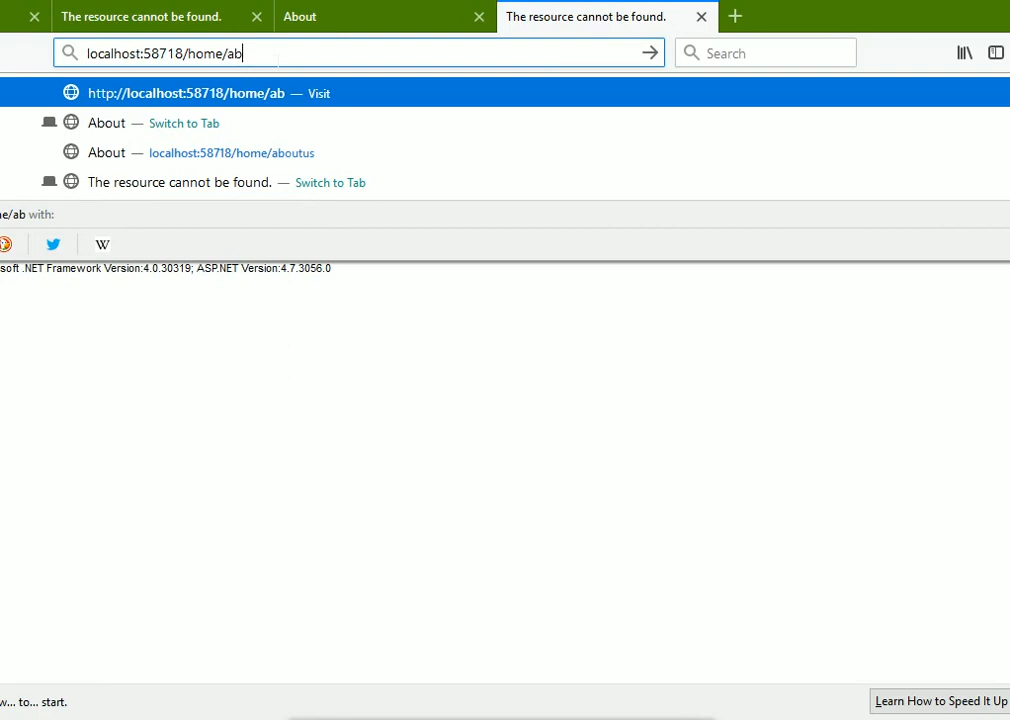 The resource cannot be found.
About
The resource cannot be found.
localhost:58718/home/ab
Search
http://localhost:58718/home/ab — Visit
About — Switch to Tab
About — localhost:58718/home/aboutus
The resource cannot be found. — Switch to Tab
ne/ab with:
W
soft .NET Framework Version:4.0.30319; ASP.NET Version:4.7.3056.0
w... to... start.
Learn How to Speed It Up